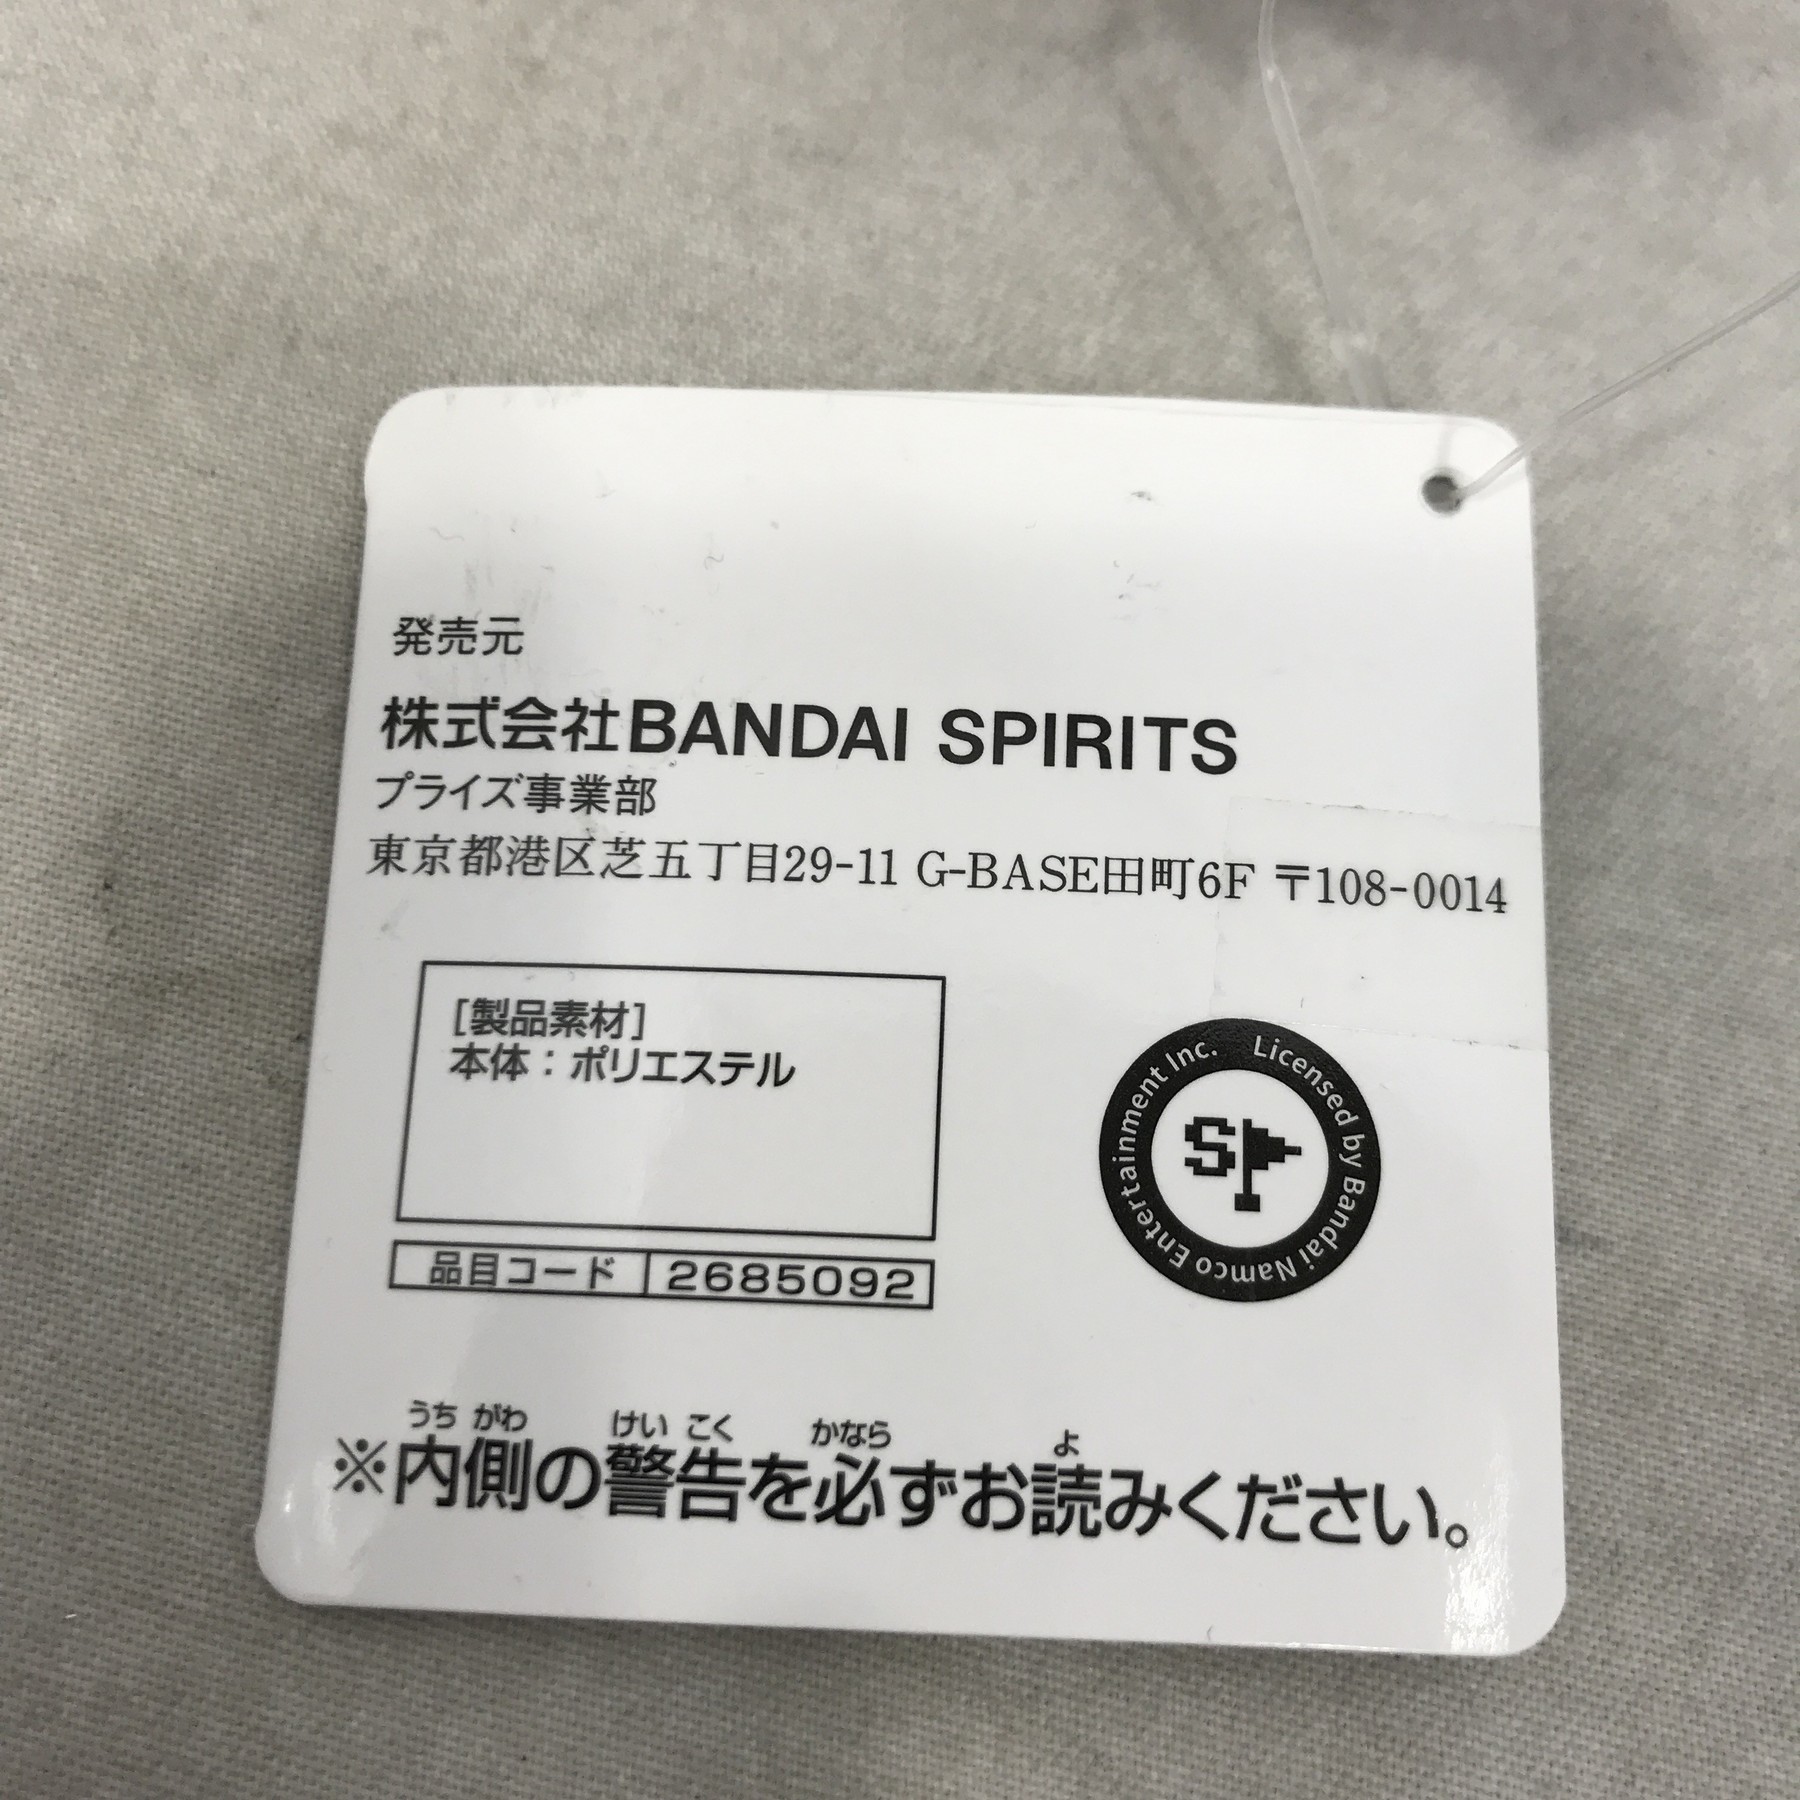 発売元
株式会社BANDAI SPIRITS
プライズ事業部
東京都港区芝五丁目29-11 G-BASE田町6F 〒108-0014
[製品素材]
本体：ポリエステル
Licensed by Bandai Namco Entertainment Inc.
SP
品目コード 2685092
うち がわ けい こく かなら よ
※内側の警告を必ずお読みください。